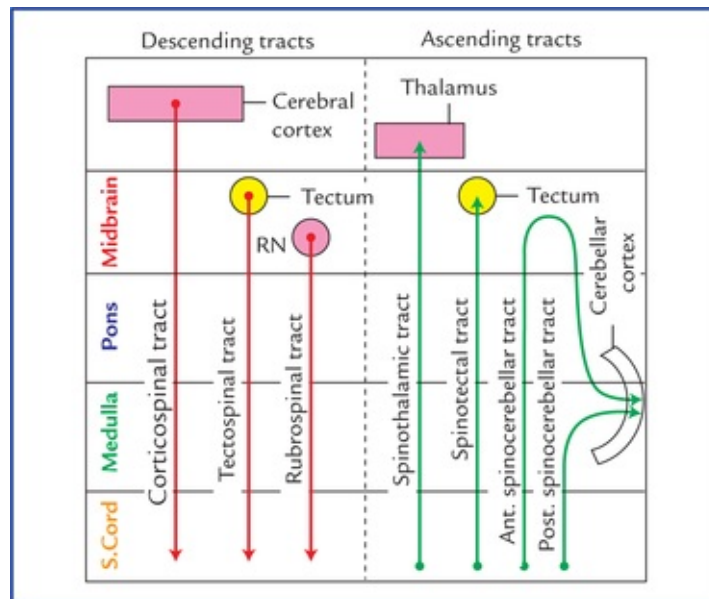 Descending tracts
Ascending tracts
Cerebral
cortex
Thalamus
Midbrain
Tectum
RN
Tectum
Cerebellar
cortex
Pons
Medulla
S.Cord
Corticospinal tract
Tectospinal tract
Rubrospinal tract
Spinothalamic tract
Spinotectal tract
Ant. spinocerebellar tract
Post. spinocerebellar tract